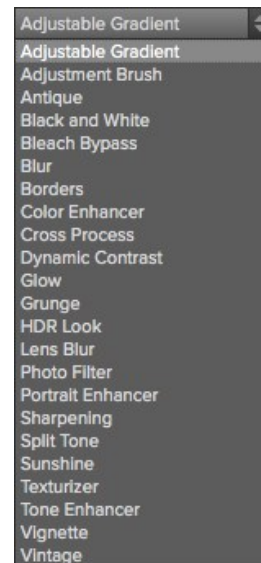 Adjustable Gradient
Adjustable Gradient
Adjustment Brush
Antique
Black and White
Bleach Bypass
Blur
Borders
Color Enhancer
Cross Process
Dynamic Contrast
Glow
Grunge
HDR Look
Lens Blur
Photo Filter
Portrait Enhancer
Sharpening
Split Tone
Sunshine
Texturizer
Tone Enhancer
Vignette
Vintage